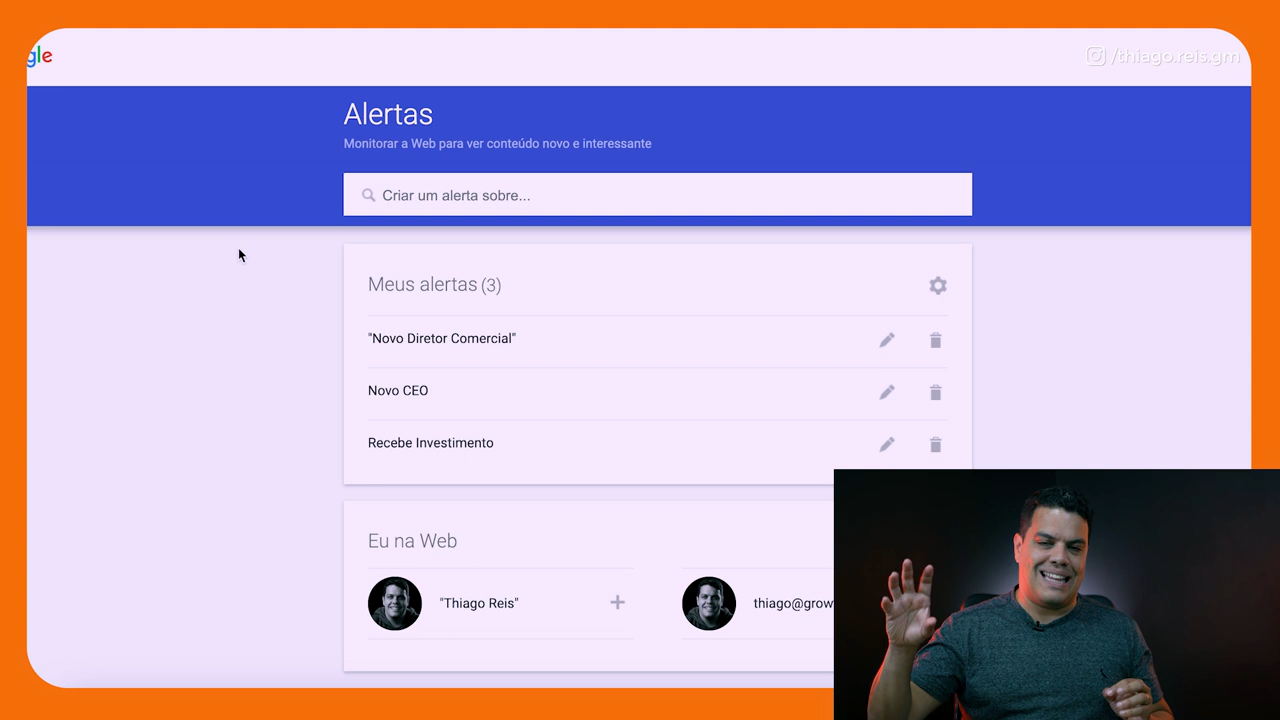 gle
/thiago.reis.gm
Alertas
Monitorar a Web para ver conteúdo novo e interessante
Criar um alerta sobre...
Meus alertas (3)
"Novo Diretor Comercial"
Novo CEO
Recebe Investimento
Eu na Web
"Thiago Reis"
thiago@grow